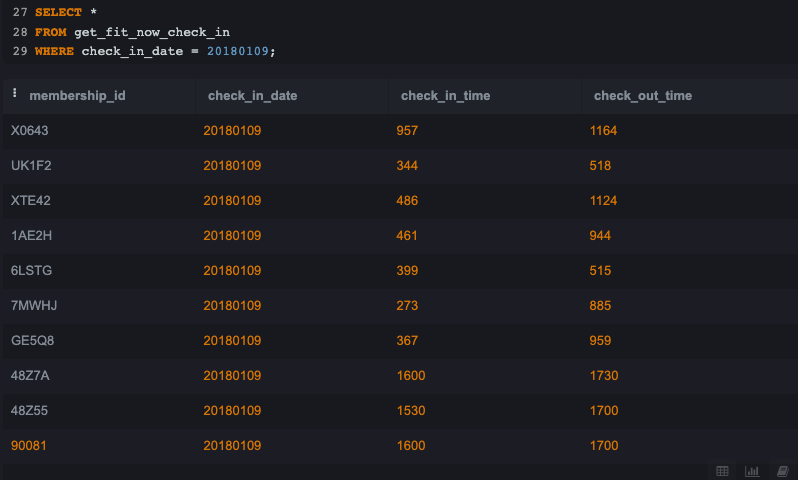 27 SELECT *
28 FROM get_fit_now_check_in
29 WHERE check_in_date = 20180109;
membership_id check_in_date check_in_time check_out_time
X0643 20180109 957 1164
UK1F2 20180109 344 518
XTE42 20180109 486 1124
1AE2H 20180109 461 944
6LSTG 20180109 399 515
7MWHJ 20180109 273 885
GE5Q8 20180109 367 959
48Z7A 20180109 1600 1730
48Z55 20180109 1530 1700
90081 20180109 1600 1700